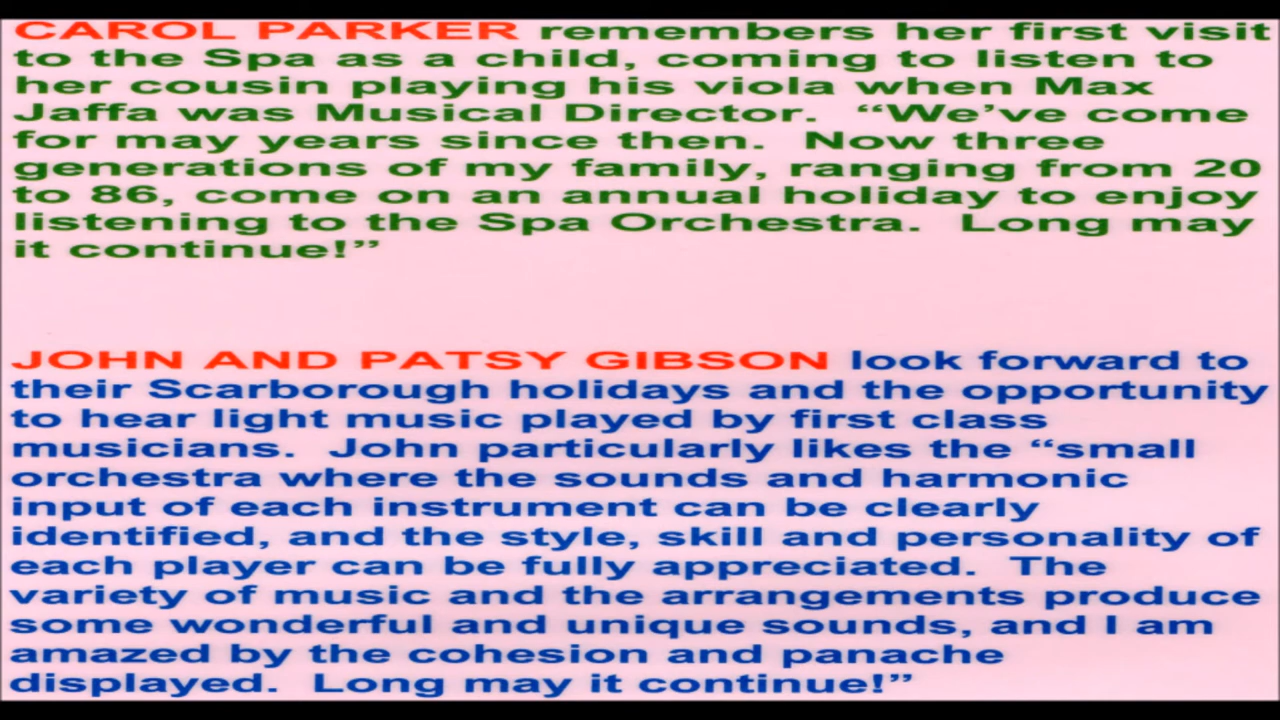 CAROL PARKER remembers her first visit
to the Spa as a child, coming to listen to
her cousin playing his viola when Max
Jaffa was Musical Director.  “We’ve come
for may years since then.  Now three
generations of my family, ranging from 20
to 86, come on an annual holiday to enjoy
listening to the Spa Orchestra.  Long may
it continue!”
JOHN AND PATSY GIBSON look forward to
their Scarborough holidays and the opportunity
to hear light music played by first class
musicians.  John particularly likes the “small
orchestra where the sounds and harmonic
input of each instrument can be clearly
identified, and the style, skill and personality of
each player can be fully appreciated.  The
variety of music and the arrangements produce
some wonderful and unique sounds, and I am
amazed by the cohesion and panache
displayed.  Long may it continue!”